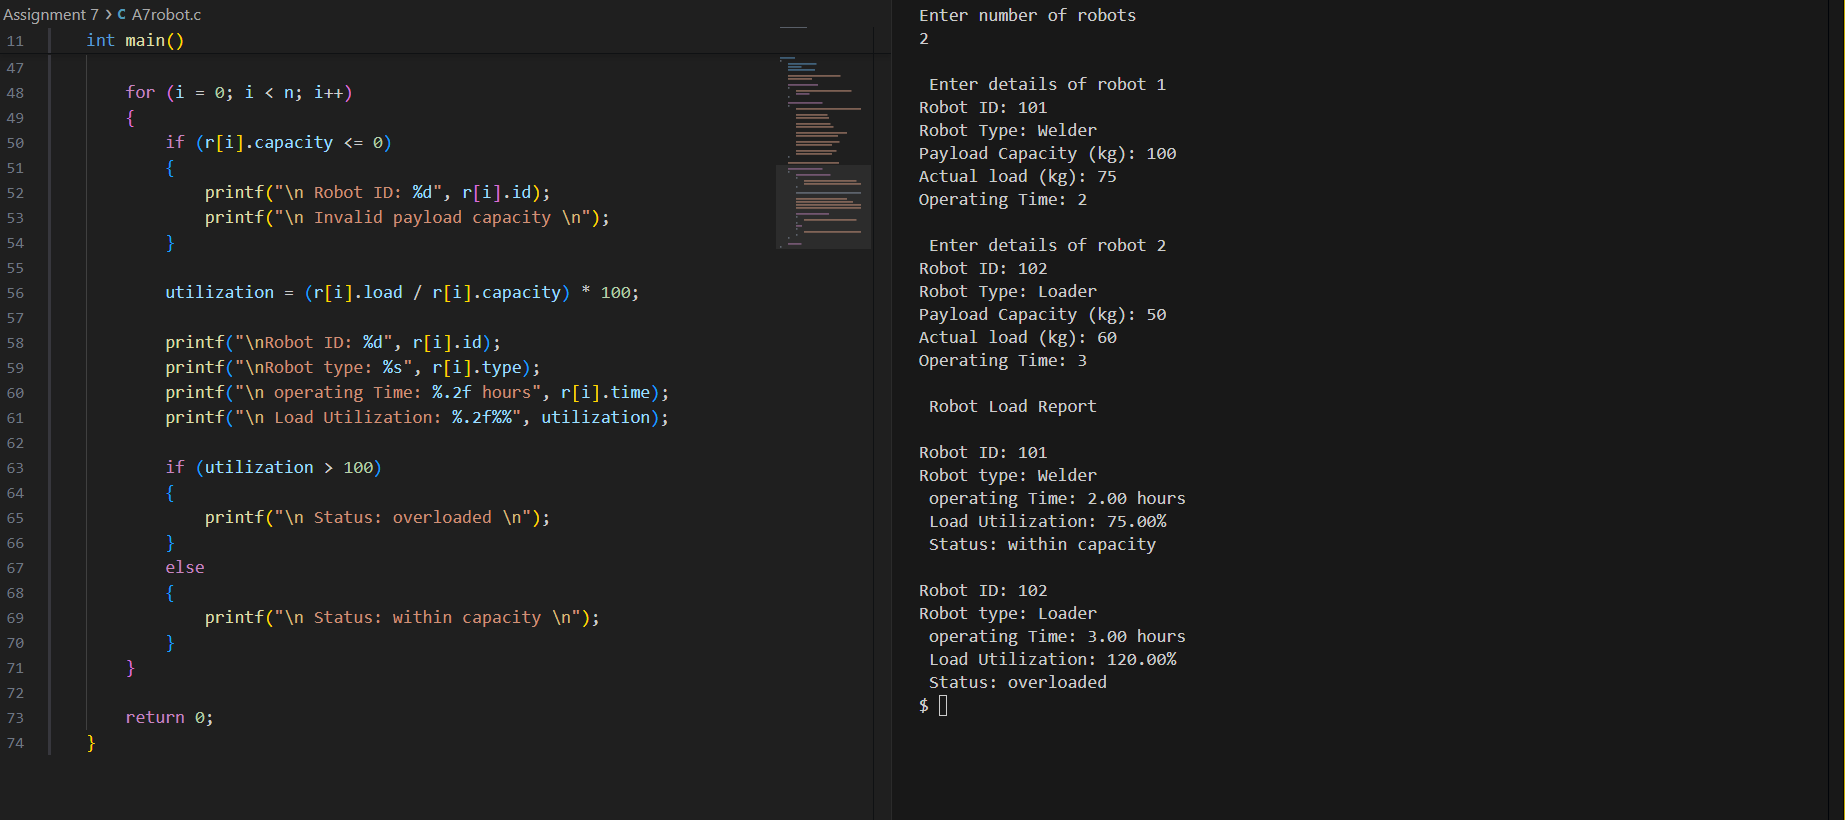 Assignment 7 > C A7robot.c
11 int main()
47
48 for (i = 0; i < n; i++)
49 {
50 if (r[i].capacity <= 0)
51 {
52 printf("\n Robot ID: %d", r[i].id);
53 printf("\n Invalid payload capacity \n");
54 }
55
56 utilization = (r[i].load / r[i].capacity) * 100;
57
58 printf("\nRobot ID: %d", r[i].id);
59 printf("\nRobot type: %s", r[i].type);
60 printf("\n operating Time: %.2f hours", r[i].time);
61 printf("\n Load Utilization: %.2f%%", utilization);
62
63 if (utilization > 100)
64 {
65 printf("\n Status: overloaded \n");
66 }
67 else
68 {
69 printf("\n Status: within capacity \n");
70 }
71 }
72
73 return 0;
74 }
Enter number of robots
2
Enter details of robot 1
Robot ID: 101
Robot Type: Welder
Payload Capacity (kg): 100
Actual load (kg): 75
Operating Time: 2
Enter details of robot 2
Robot ID: 102
Robot Type: Loader
Payload Capacity (kg): 50
Actual load (kg): 60
Operating Time: 3
Robot Load Report
Robot ID: 101
Robot type: Welder
operating Time: 2.00 hours
Load Utilization: 75.00%
Status: within capacity
Robot ID: 102
Robot type: Loader
operating Time: 3.00 hours
Load Utilization: 120.00%
Status: overloaded
$